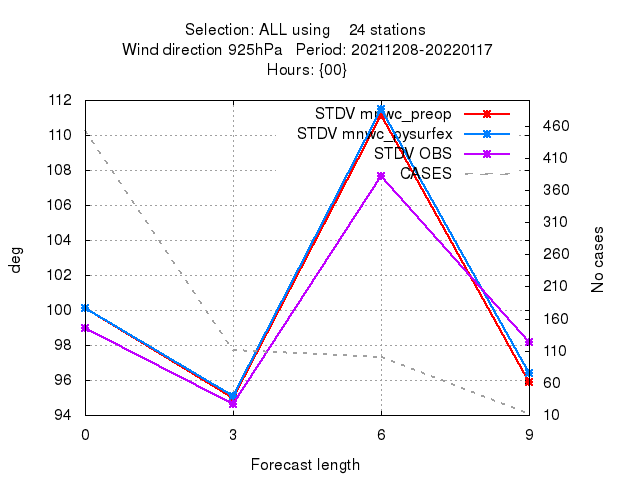 Selection: ALL using 24 stations
Wind direction 925hPa Period: 20211208-20220117
Hours: {00}
STDV mnwc_preop
STDV mnwc_pysurfex
STDV OBS
CASES
112
110
108
106
104
102
100
98
96
94
460
410
360
310
260
210
160
110
60
10
deg
No cases
0 3 6 9
Forecast length